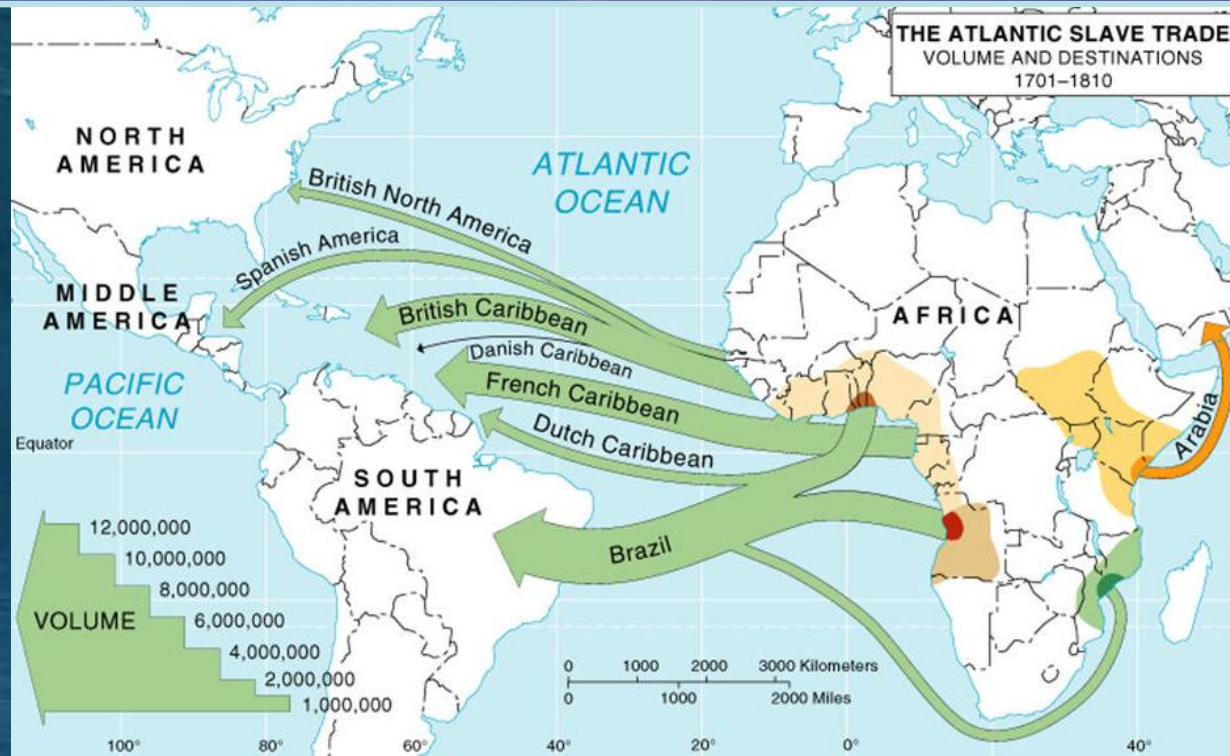 THE ATLANTIC SLAVE TRADE
VOLUME AND DESTINATIONS
1701–1810
NORTH
AMERICA
ATLANTIC
OCEAN
British North America
Spanish America
MIDDLE
AMERICA
British Caribbean
AFRICA
Danish Caribbean
PACIFIC
OCEAN
French Caribbean
Arabia
Dutch Caribbean
Equator
SOUTH
AMERICA
Brazil
12,000,000
10,000,000
8,000,000
VOLUME
6,000,000
4,000,000
2,000,000
1,000,000
0 1000 2000 3000 Kilometers
0 1000 2000 Miles
100° 80° 60° 40° 20° 0° 40°